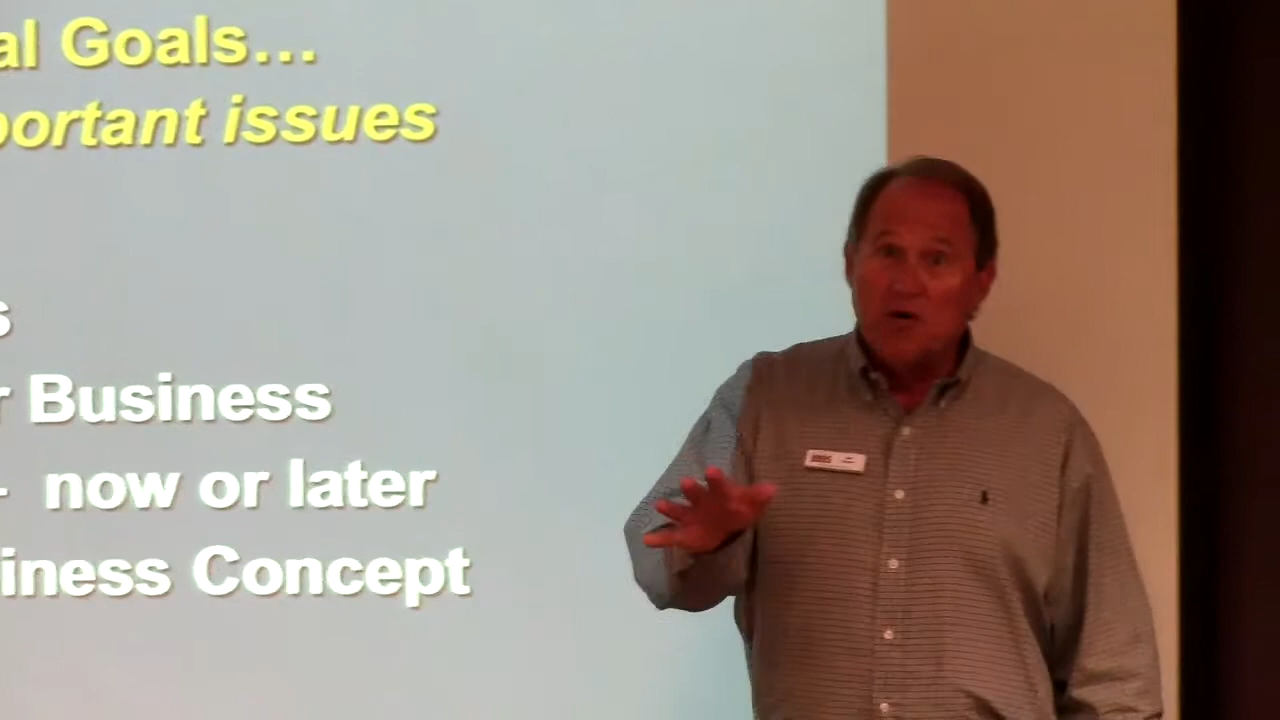 al Goals...
portant issues
s
r Business
- now or later
iness Concept